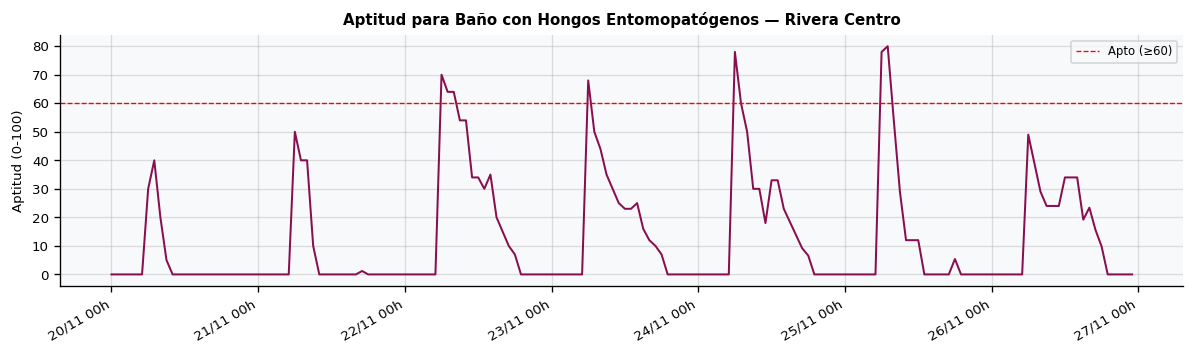 Aptitud para Baño con Hongos Entomopatógenos — Rivera Centro
Apto (≥60)
Aptitud (0-100)
80
70
60
50
40
30
20
10
0
20/11 00h
21/11 00h
22/11 00h
23/11 00h
24/11 00h
25/11 00h
26/11 00h
27/11 00h